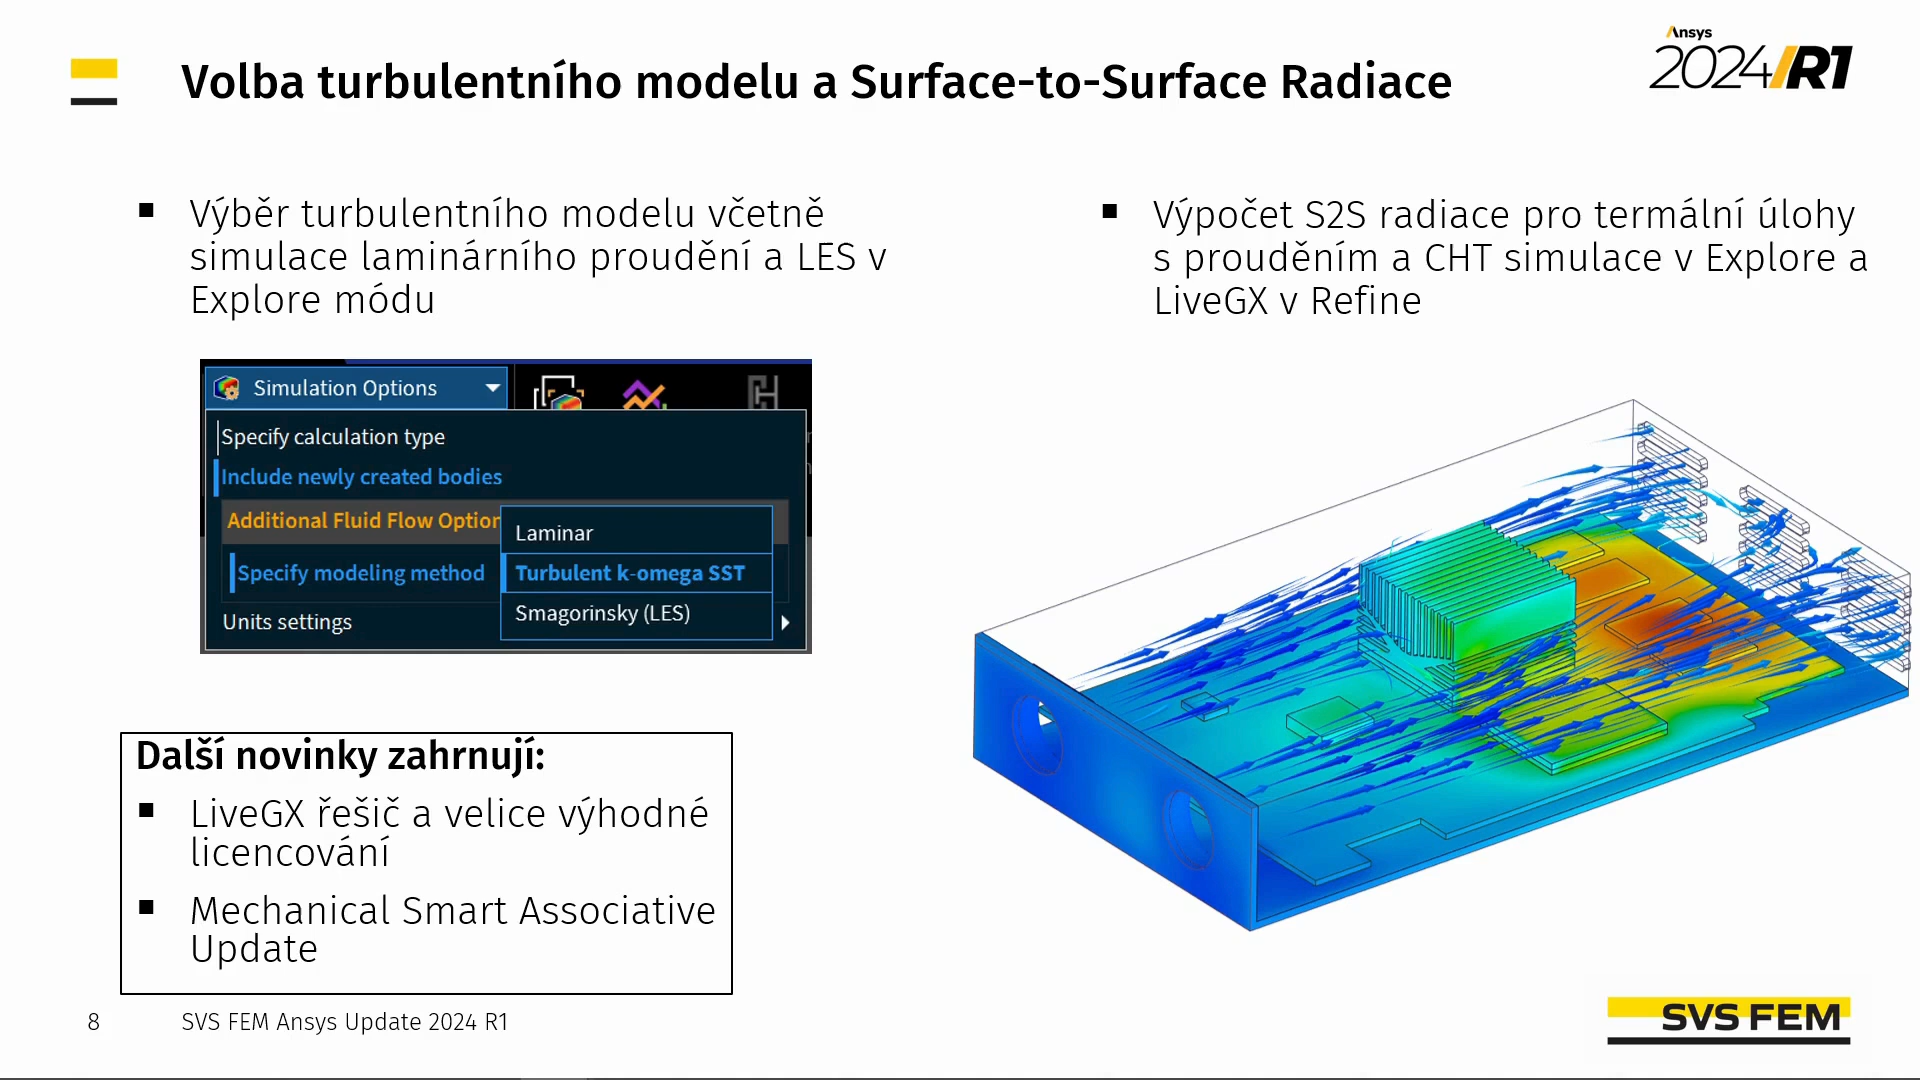 Volba turbulentního modelu a Surface-to-Surface Radiace
Ansys
2024 R1
Výběr turbulentního modelu včetně
simulace laminárního proudění a LES v
Explore módu
Simulation Options
Specify calculation type
Include newly created bodies
Additional Fluid Flow Option
Specify modeling method
Units settings
Laminar
Turbulent k-omega SST
Smagorinsky (LES)
Další novinky zahrnují:
LiveGX řešič a velice výhodné
licencování
Mechanical Smart Associative
Update
Výpočet S2S radiace pro termální úlohy
s prouděním a CHT simulace v Explore a
LiveGX v Refine
8
SVS FEM Ansys Update 2024 R1
SVS FEM